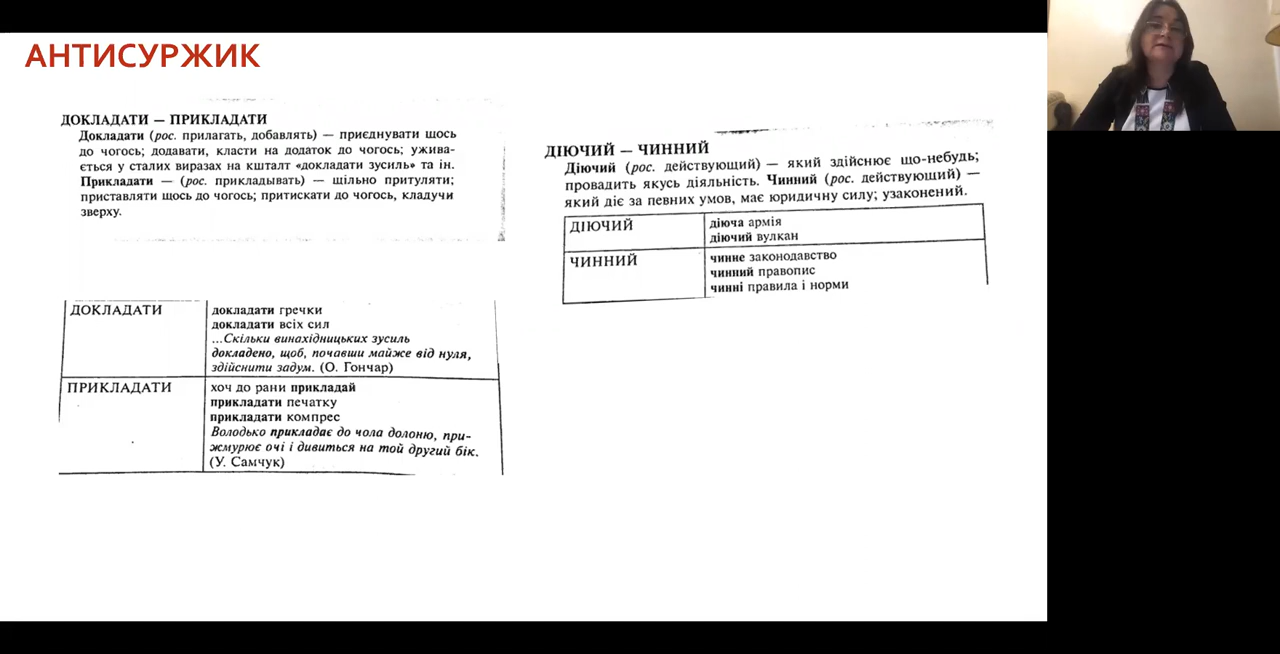 АНТИСУРЖИК
ДОКЛАДАТИ — ПРИКЛАДАТИ
Докладати (рос. прилагать, добавлять) — приєднувати щось
до чогось; додавати, класти на додаток до чогось; ужива-
ється у сталих виразах на кшталт «докладати зусиль» та ін.
Прикладати — (рос. прикладывать) — щільно притуляти;
приставляти щось до чогось; притискати до чогось, кладучи
зверху.
ДОКЛАДАТИ
докладати гречки
докладати всіх сил
...Скільки винахідницьких зусиль
докладено, щоб, почавши майже від нуля,
здійснити задум. (О. Гончар)
ПРИКЛАДАТИ
хоч до рани прикладай
прикладати печатку
прикладати компрес
Володько прикладає до чола долоню, при-
жмурює очі і дивиться на той другий бік.
(У. Самчук)
ДІЮЧИЙ — ЧИННИЙ
Діючий (рос. действующий) — який здійснює що-небудь;
провадить якусь діяльність. Чинний (рос. действующий) —
який діє за певних умов, має юридичну силу; узаконений.
ДІЮЧИЙ
діюча армія
діючий вулкан
ЧИННИЙ
чинне законодавство
чинний правопис
чинні правила і норми